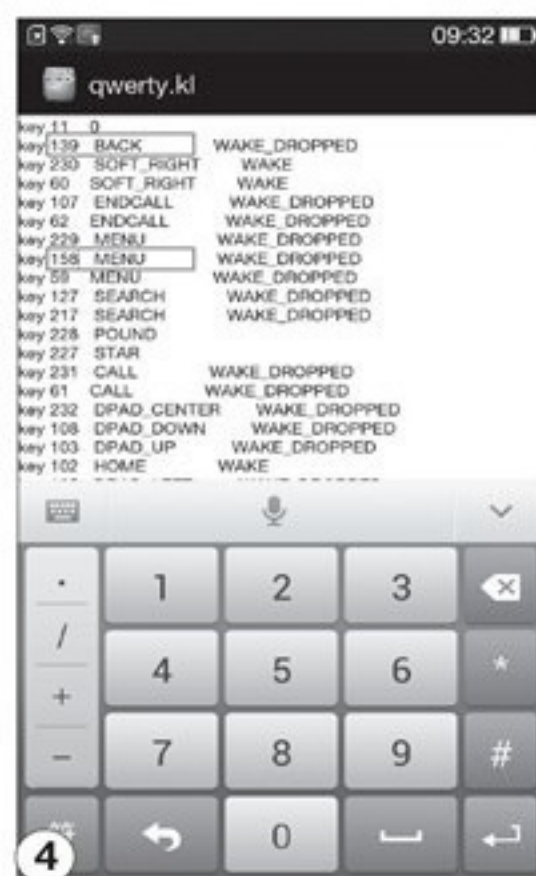 09:32
qwerty.kl
key 11 0
key 139 BACK WAKE_DROPPED
key 230 SOFT_RIGHT WAKE
key 60 SOFT_RIGHT WAKE
key 107 ENDCALL WAKE_DROPPED
key 62 ENDCALL WAKE_DROPPED
key 229 MENU WAKE_DROPPED
key 158 MENU WAKE_DROPPED
key 59 MENU WAKE_DROPPED
key 127 SEARCH WAKE_DROPPED
key 217 SEARCH WAKE_DROPPED
key 228 POUND
key 227 STAR
key 231 CALL WAKE_DROPPED
key 61 CALL WAKE_DROPPED
key 232 DPAD_CENTER WAKE_DROPPED
key 108 DPAD_DOWN WAKE_DROPPED
key 103 DPAD_UP WAKE_DROPPED
key 102 HOME WAKE
. 1 2 3
/ 4 5 6 *
+
- 7 8 9 #
0
4